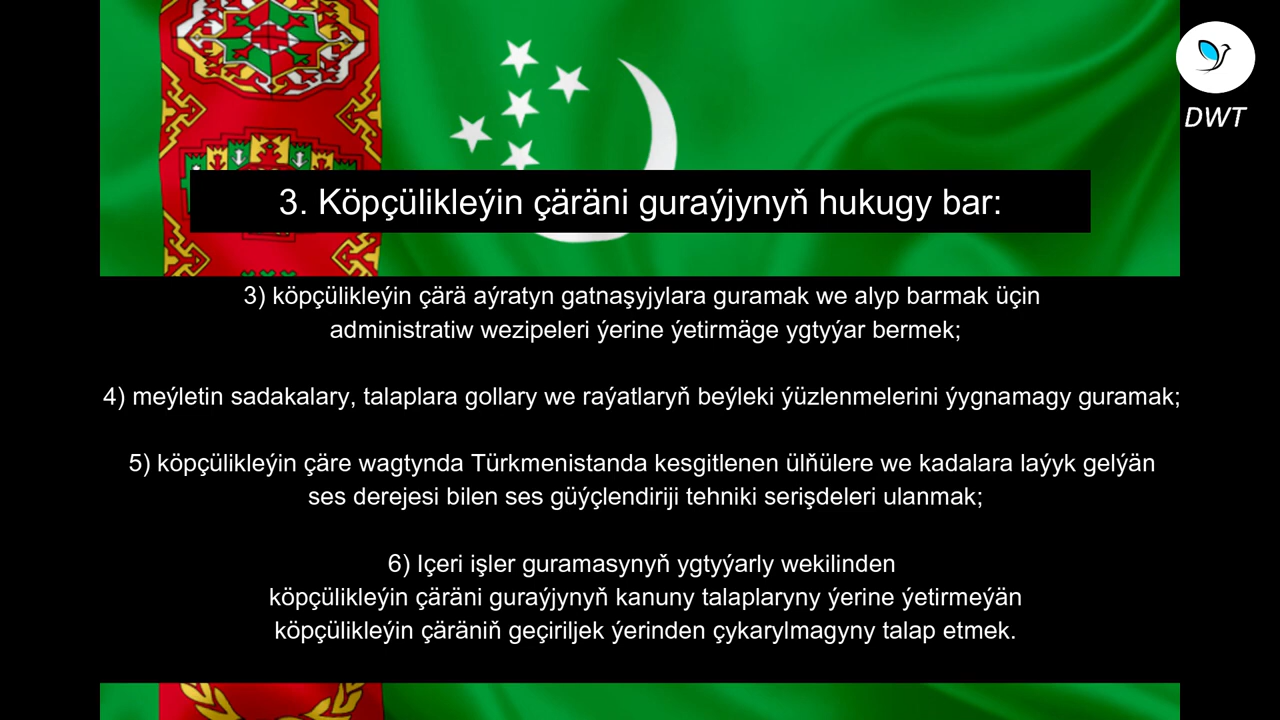 DWT
3. Köpçülikleýin çäräni guraýjynyň hukugy bar:
3) köpçülikleýin çärä aýratyn gatnaşyjylara guramak we alyp barmak üçin
administratiw wezipeleri ýerine ýetirmäge ygtyýar bermek;
4) meýletin sadakalary, talaplara gollary we raýatlaryň beýleki ýüzlenmelerini ýygnamagy guramak;
5) köpçülikleýin çäre wagtynda Türkmenistanda kesgitlenen ülňülere we kadalara laýyk gelýän
ses derejesi bilen ses güýçlendiriji tehniki serişdeleri ulanmak;
6) Içeri işler guramasynyň ygtyýarly wekilinden
köpçülikleýin çäräni guraýjynyň kanuny talaplaryny ýerine ýetirmeýän
köpçülikleýin çäräniň geçiriljek ýerinden çykarylmagyny talap etmek.